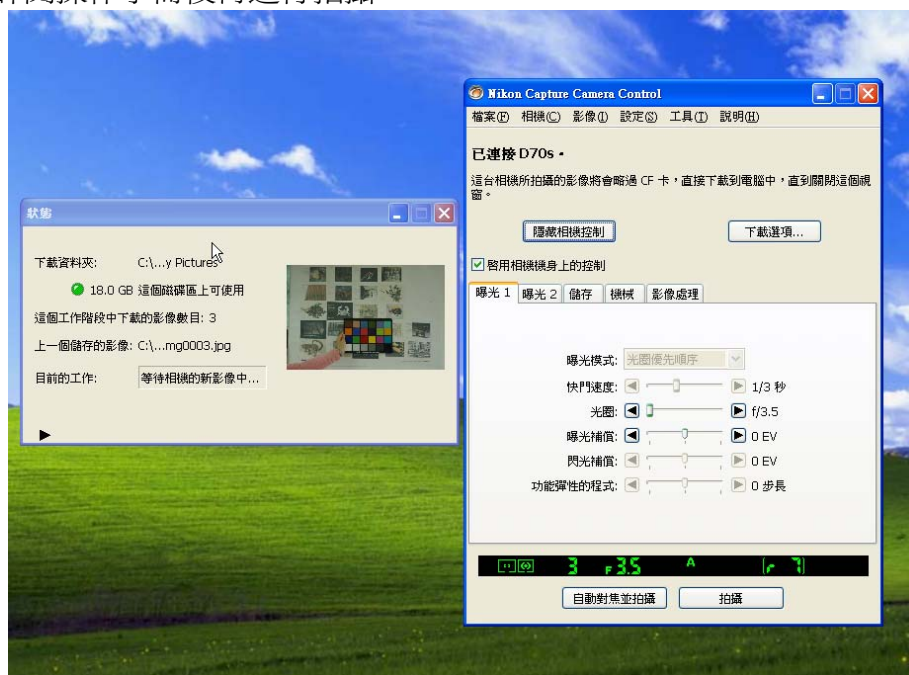 Nikon Capture Camera Control
檔案(F) 相機(C) 影像(I) 設定(S) 工具(T) 說明(H)
已連接 D70s。
這台相機所拍攝的影像將會略過 CF 卡，直接下載到電腦中，直到關閉這個視窗。
隱藏相機控制 下載選項...
啓用相機機身上的控制
曝光 1 曝光 2 儲存 機械 影像處理
曝光模式: 光圈優先順序
快門速度: 1/3 秒
光圈: f/3.5
曝光補償: 0 EV
閃光補償: 0 EV
功能彈性的程式: 0 步長
3 F3.5 A r 7
自動對焦並拍攝 拍攝
狀態
下載資料夾: C:\...y Pictures
18.0 GB 這個磁碟區上可使用
這個工作階段中下載的影像數目: 3
上一個儲存的影像: C:\...mg0003.jpg
目前的工作: 等待相機的新影像中...